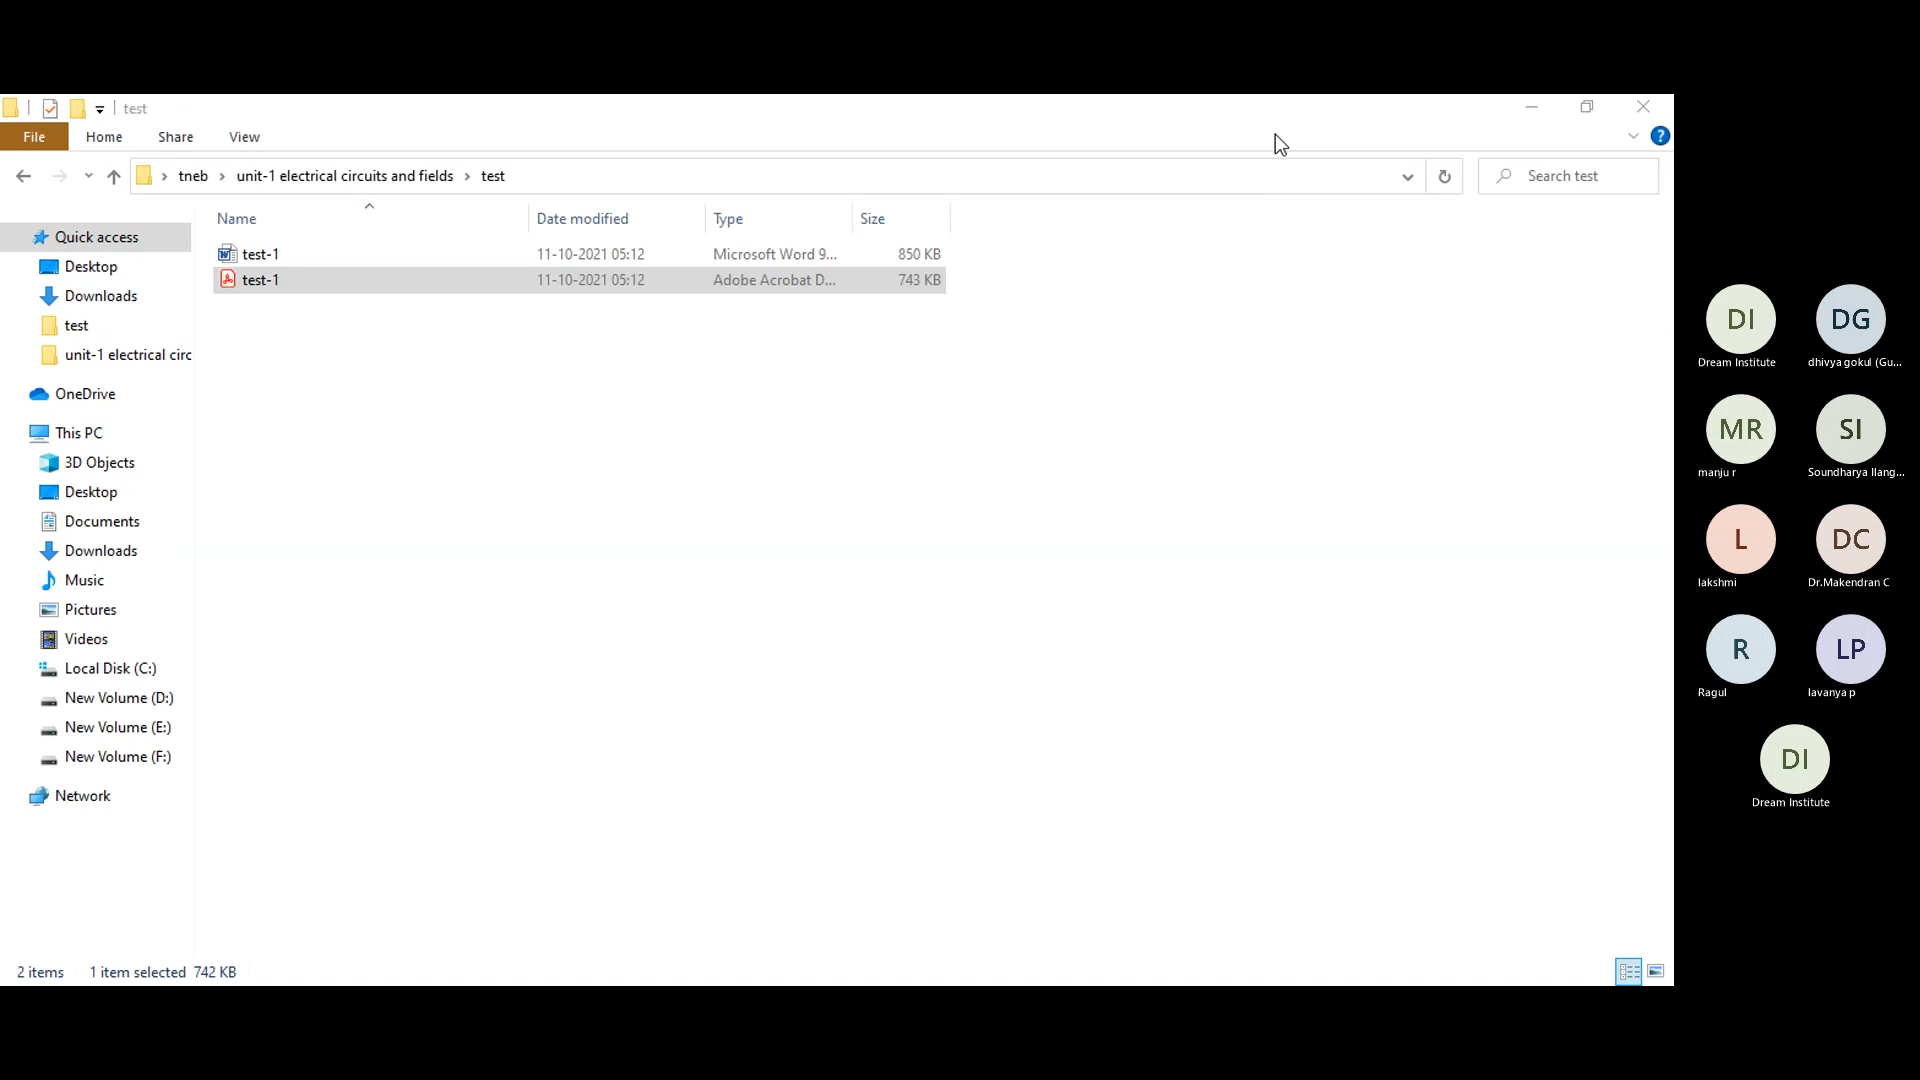 test
File Home Share View
tneb unit-1 electrical circuits and fields test
Search test
Name Date modified Type Size
test-1 11-10-2021 05:12 Microsoft Word 9... 850 KB
test-1 11-10-2021 05:12 Adobe Acrobat D... 743 KB
Quick access
Desktop
Downloads
test
unit-1 electrical circ
OneDrive
This PC
3D Objects
Desktop
Documents
Downloads
Music
Pictures
Videos
Local Disk (C:)
New Volume (D:)
New Volume (E:)
New Volume (F:)
Network
2 items 1 item selected 742 KB
DI DG
Dream Institute dhivya gokul (Gu...
MR SI
manju r Soundharya Ilang...
L DC
lakshmi Dr.Makendran C
R LP
Ragul lavanya p
DI
Dream Institute